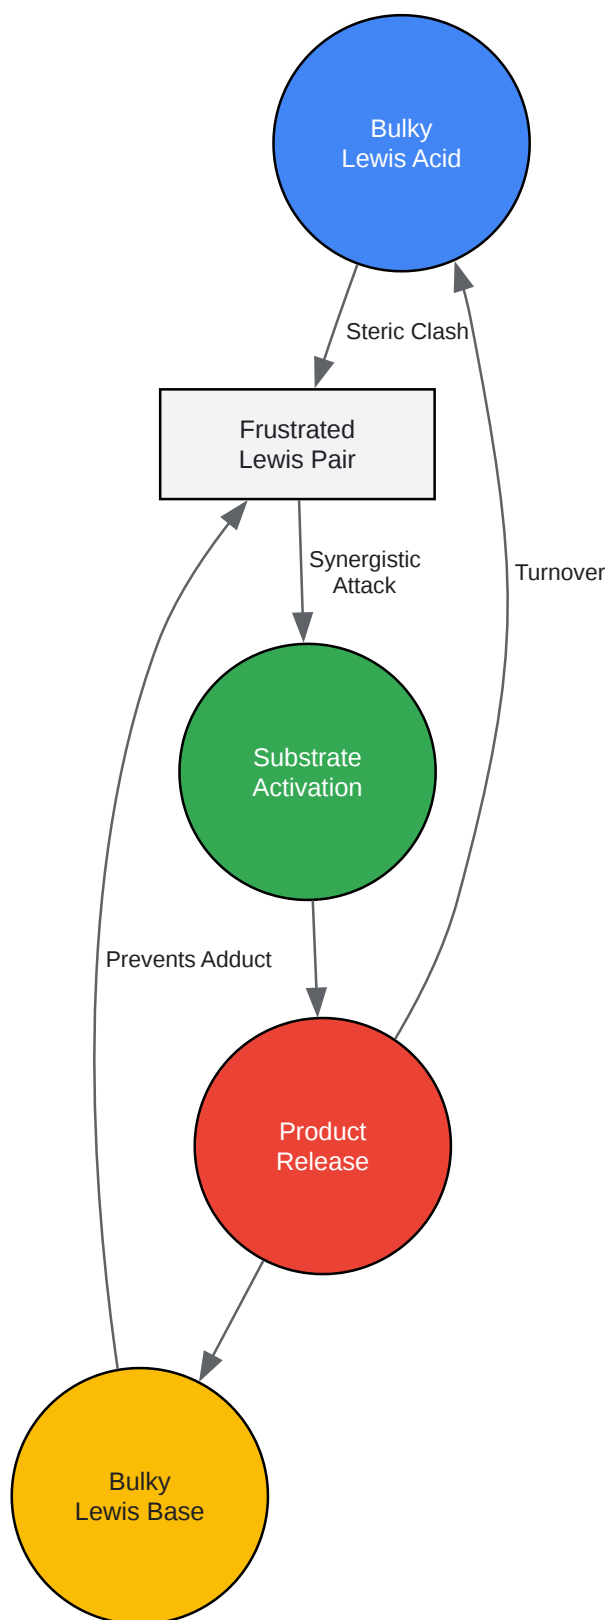 Bulky
Lewis Acid
Steric Clash
Frustrated
Lewis Pair
Synergistic
Attack
Turnover
Substrate
Activation
Prevents Adduct
Product
Release
Bulky
Lewis Base